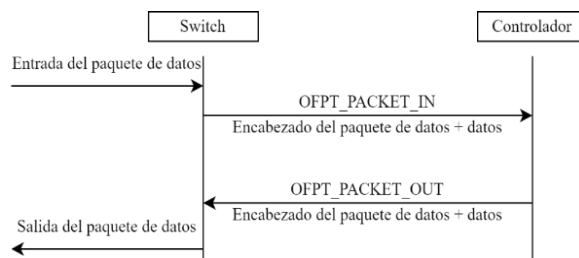 Switch
Controlador
Entrada del paquete de datos
OFPT_PACKET_IN
Encabezado del paquete de datos + datos
OFPT_PACKET_OUT
Encabezado del paquete de datos + datos
Salida del paquete de datos